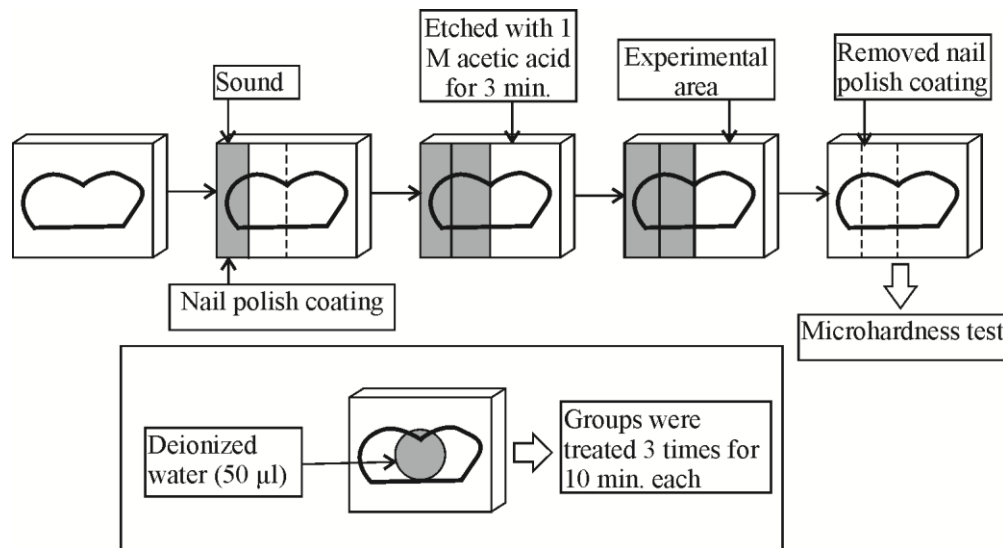 Sound
Nail polish coating
Etched with 1
M acetic acid
for 3 min.
Experimental
area
Removed nail
polish coating
Microhardness test
Deionized
water (50 µl)
Groups were
treated 3 times for
10 min. each